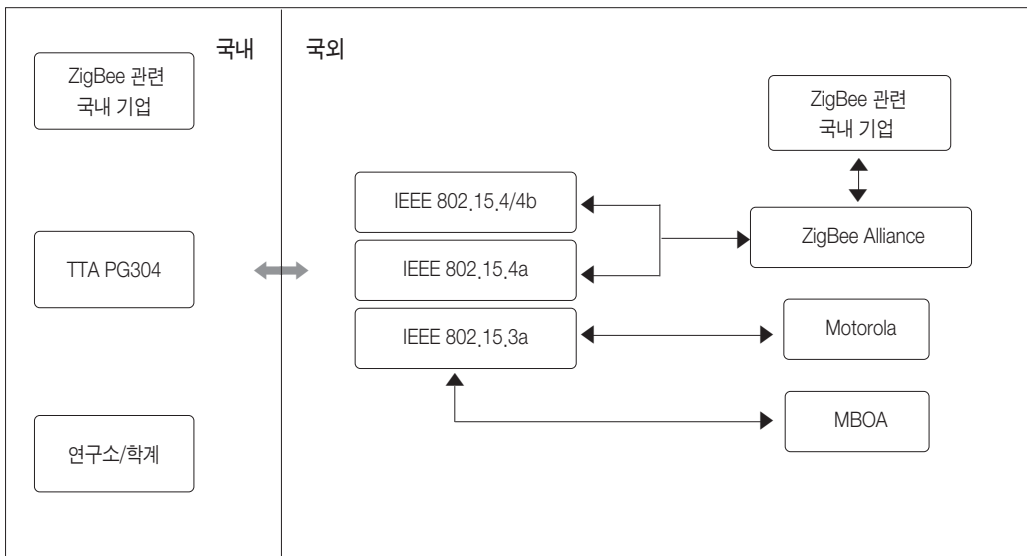 국내
국외
ZigBee 관련
국내 기업
TTA PG304
연구소/학계
ZigBee 관련
국내 기업
IEEE 802.15.4/4b
ZigBee Alliance
IEEE 802.15.4a
IEEE 802.15.3a
Motorola
MBOA